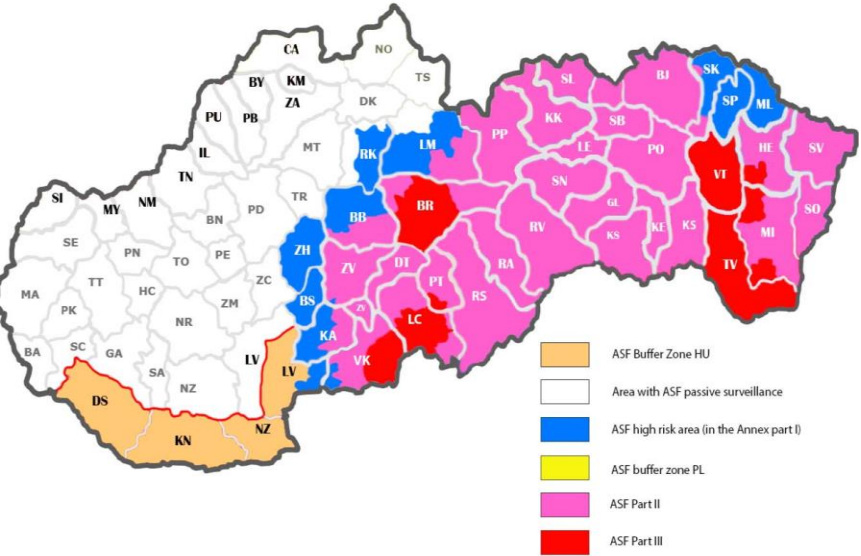 CA
NO
BY
KM
TS
ZA
DK
PU
PB
IL
MT
TN
SI
MY
NM
TR
BN
PD
SE
PN
TO
PE
TT
HC
ZC
MA
ZM
PK
NR
BA
SC
GA
SA
LV
NZ
DS
KN
NZ
LV
RK
LM
BB
BR
ZH
BS
KA
ZV
DT
PT
ZV
LC
VK
RS
RA
RV
PP
SL
KK
LE
SB
BJ
PO
SN
GL
KS
KE
KS
SK
SP
ML
VT
HE
SV
SO
MI
TV
ASF Buffer Zone HU
Area with ASF passive surveillance
ASF high risk area (in the Annex part I)
ASF buffer zone PL
ASF Part II
ASF Part III